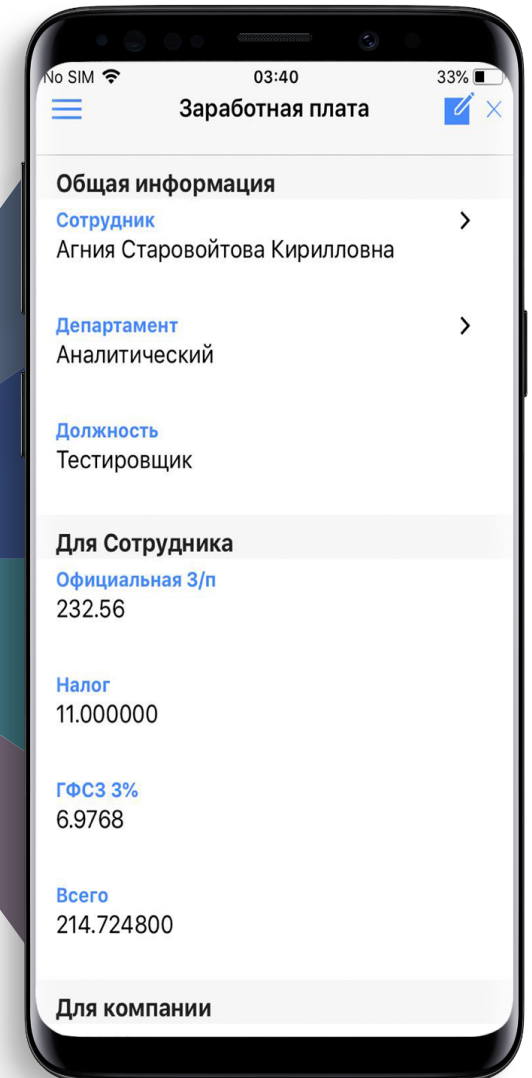 No SIM 03:40 33%
Заработная плата
Общая информация
Сотрудник
Агния Старовойтова Кирилловна
Департамент
Аналитический
Должность
Тестировщик
Для Сотрудника
Официальная З/п
232.56
Налог
11.000000
ГФСЗ 3%
6.9768
Всего
214.724800
Для компании